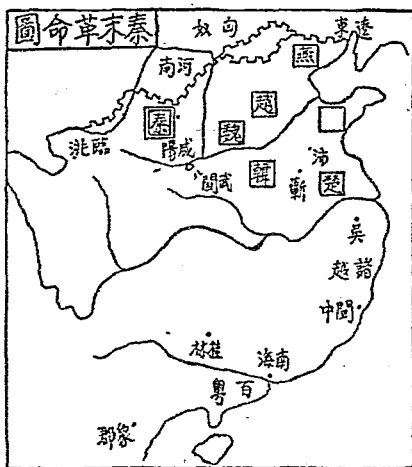 秦末革命圖
匈奴
遼東
河南
燕
趙
秦
魏
臨洮
咸陽
武關
韓
沛
蘄
楚
吳
諸越
閩中
桂林
南海
百粵
象郡